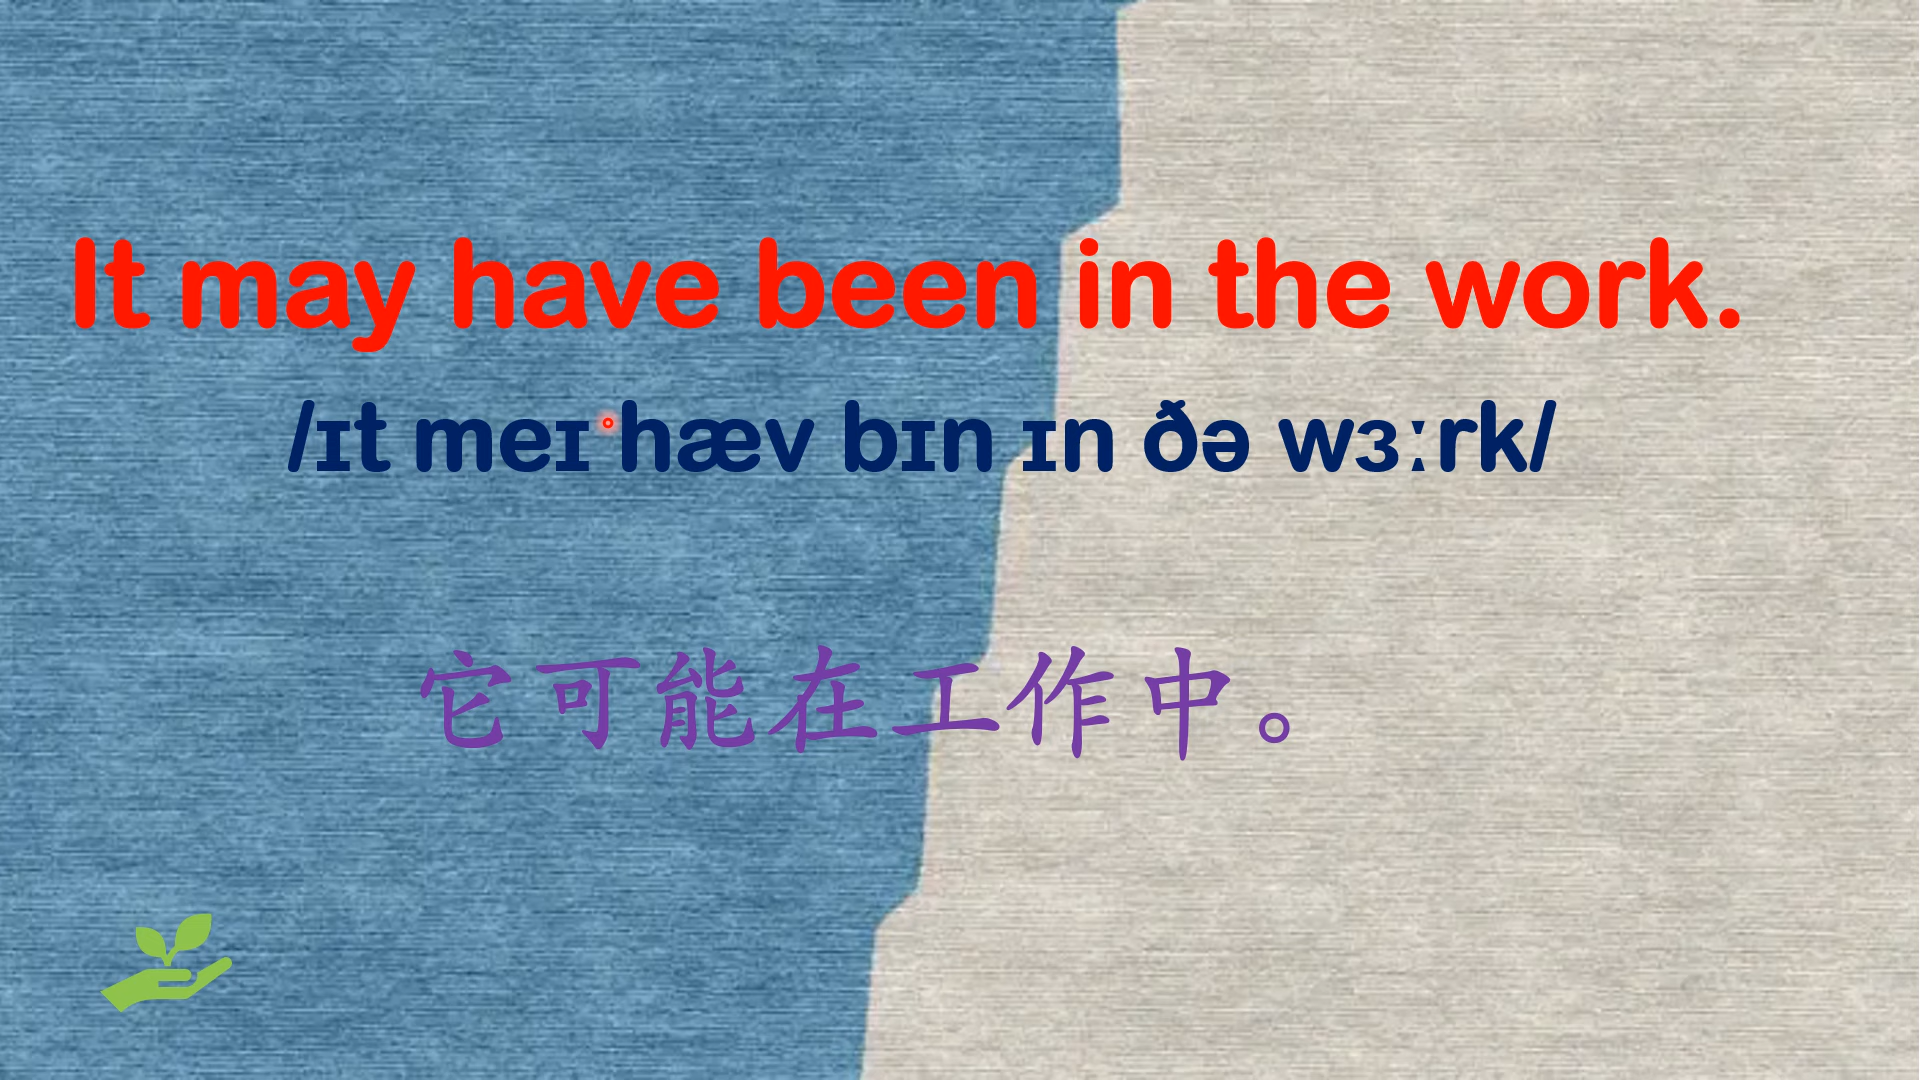 It may have been in the work.
/ɪt meɪ hæv bɪn ɪn ðə wɜːrk/
它可能在工作中。